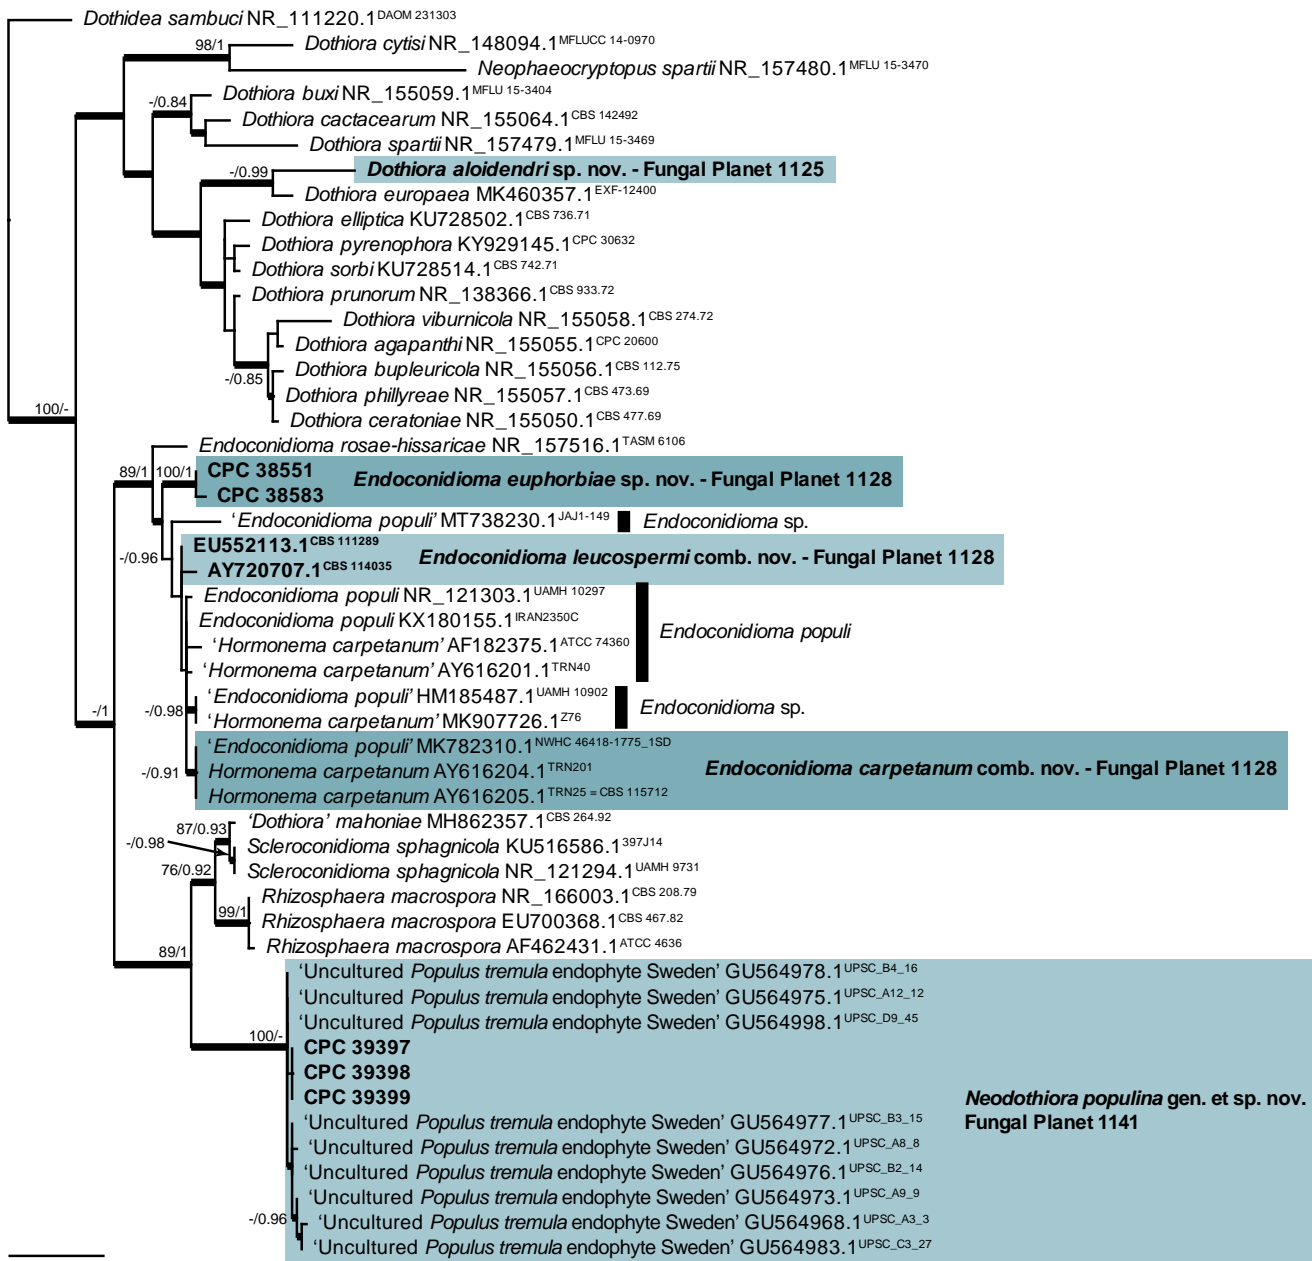 Dothidea sambuci NR_111220.1 DAOM 231303
98/1
Dothiora cytisi NR_148094.1 MFLUCC 14-0970
Neophaeocryptopus spartii NR_157480.1 MFLU 15-3470
Dothiora buxi NR_155059.1 MFLU 15-3404
-/0.84
Dothiora cactacearum NR_155064.1 CBS 142492
Dothiora spartii NR_157479.1 MFLU 15-3469
-/0.99
Dothiora aloidendri sp. nov. - Fungal Planet 1125
Dothiora europaea MK460357.1 EXF-12400
Dothiora elliptica KU728502.1 CBS 736.71
Dothiora pyrenophora KY929145.1 CPC 30632
Dothiora sorbi KU728514.1 CBS 742.71
Dothiora prunorum NR_138366.1 CBS 933.72
Dothiora viburnicola NR_155058.1 CBS 274.72
Dothiora agapanthi NR_155055.1 CPC 20600
Dothiora bupleuricola NR_155056.1 CBS 112.75
-/0.85
Dothiora phillyreae NR_155057.1 CBS 473.69
100/-
Dothiora ceratoniae NR_155050.1 CBS 477.69
Endoconidioma rosae-hissaricae NR_157516.1 TASM 6106
89/1 100/1
CPC 38551
Endoconidioma euphorbiae sp. nov. - Fungal Planet 1128
CPC 38583
'Endoconidioma populi' MT738230.1 JAJ1-149
Endoconidioma sp.
-/0.96
EU552113.1 CBS 111289
Endoconidioma leucospermi comb. nov. - Fungal Planet 1128
AY720707.1 CBS 114035
Endoconidioma populi NR_121303.1 UAMH 10297
Endoconidioma populi KX180155.1 IRAN2350C
Endoconidioma populi
'Hormonema carpetanum' AF182375.1 ATCC 74360
'Hormonema carpetanum' AY616201.1 TRN40
'Endoconidioma populi' HM185487.1 UAMH 10902
-/1
-/0.98
Endoconidioma sp.
'Hormonema carpetanum' MK907726.1 Z76
'Endoconidioma populi' MK782310.1 NWHC 46418-1775_1SD
-/0.91
Hormonema carpetanum AY616204.1 TRN201
Endoconidioma carpetanum comb. nov. - Fungal Planet 1128
Hormonema carpetanum AY616205.1 TRN25 = CBS 115712
87/0.93
'Dothiora' mahoniae MH862357.1 CBS 264.92
-/0.98
Scleroconidioma sphagnicola KU516586.1 397J14
76/0.92
Scleroconidioma sphagnicola NR_121294.1 UAMH 9731
Rhizosphaera macrospora NR_166003.1 CBS 208.79
99/1
Rhizosphaera macrospora EU700368.1 CBS 467.82
Rhizosphaera macrospora AF462431.1 ATCC 4636
89/1
'Uncultured Populus tremula endophyte Sweden' GU564978.1 UPSC_B4_16
'Uncultured Populus tremula endophyte Sweden' GU564975.1 UPSC_A12_12
'Uncultured Populus tremula endophyte Sweden' GU564998.1 UPSC_D9_45
100/-
CPC 39397
CPC 39398
CPC 39399
Neodothiora populina gen. et sp. nov.
Fungal Planet 1141
'Uncultured Populus tremula endophyte Sweden' GU564977.1 UPSC_B3_15
'Uncultured Populus tremula endophyte Sweden' GU564972.1 UPSC_A8_8
'Uncultured Populus tremula endophyte Sweden' GU564976.1 UPSC_B2_14
'Uncultured Populus tremula endophyte Sweden' GU564973.1 UPSC_A9_9
-/0.96
'Uncultured Populus tremula endophyte Sweden' GU564968.1 UPSC_A3_3
'Uncultured Populus tremula endophyte Sweden' GU564983.1 UPSC_C3_27